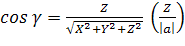 cos γ = Z / √(X² + Y² + Z²) (Z / |a|)